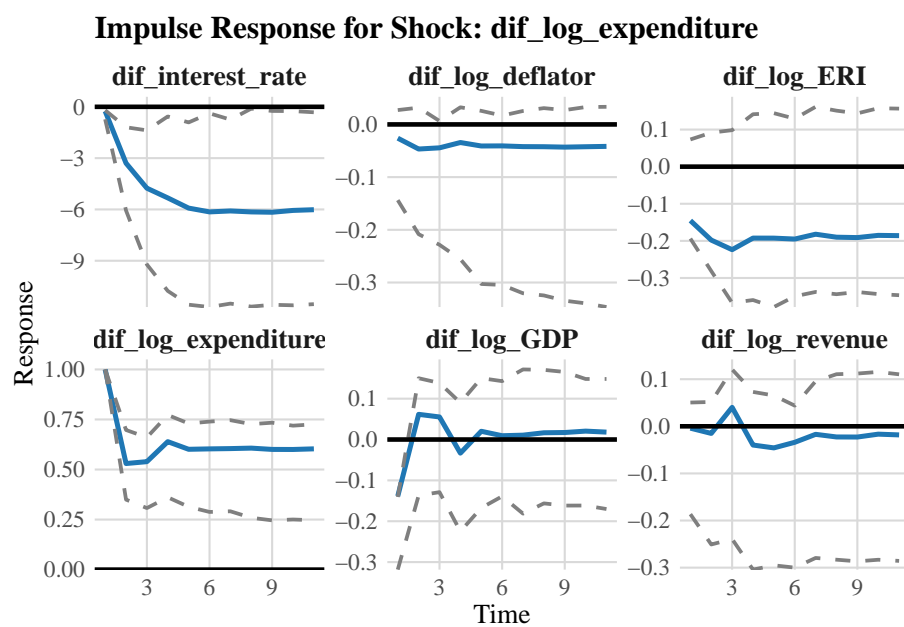 Impulse Response for Shock: dif_log_expenditure
dif_interest_rate
dif_log_deflator
dif_log_ERI
0
−3
−6
−9
0.0
−0.1
−0.2
−0.3
0.1
0.0
−0.1
−0.2
−0.3
dif_log_expenditure
dif_log_GDP
dif_log_revenue
1.00
0.75
0.50
0.25
0.00
0.1
0.0
−0.1
−0.2
−0.3
0.1
0.0
−0.1
−0.2
−0.3
3 6 9
3 6 9
3 6 9
Response
Time